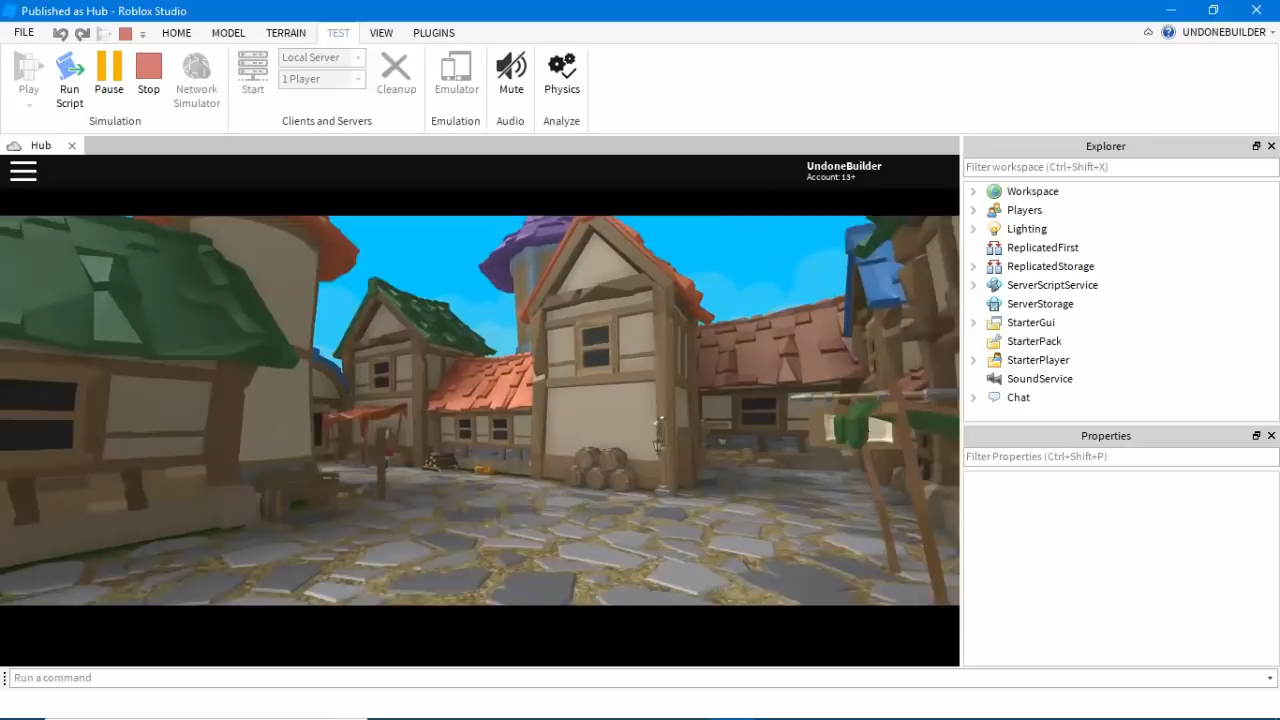 Published as Hub - Roblox Studio
FILE HOME MODEL TERRAIN TEST VIEW PLUGINS UNDONEBUILDER
Play
Run Script
Pause
Stop
Network Simulator
Simulation
Start
Local Server
1 Player
Cleanup
Clients and Servers
Emulator
Emulation
Mute
Audio
Physics
Analyze
Hub
UndoneBuilder
Account: 13+
Explorer
Filter workspace (Ctrl+Shift+X)
Workspace
Players
Lighting
ReplicatedFirst
ReplicatedStorage
ServerScriptService
ServerStorage
StarterGui
StarterPack
StarterPlayer
SoundService
Chat
Properties
Filter Properties (Ctrl+Shift+P)
Run a command